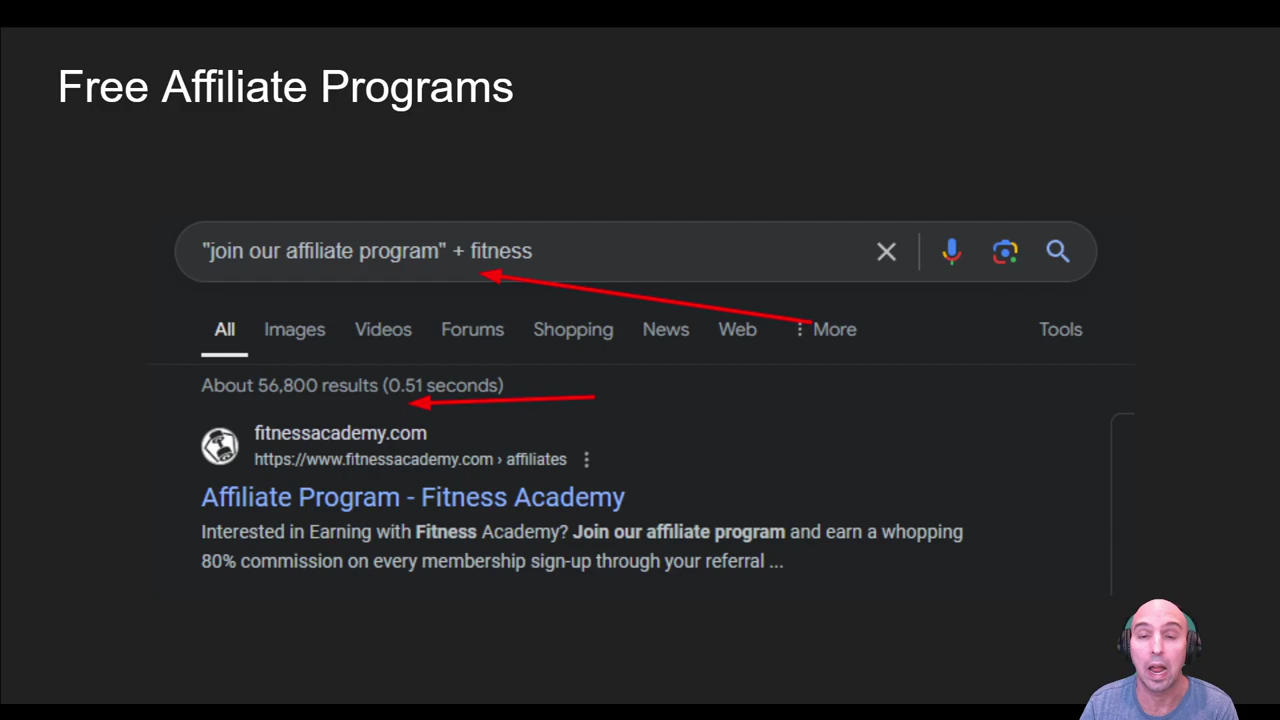 Free Affiliate Programs
"join our affiliate program" + fitness
All Images Videos Forums Shopping News Web More Tools
About 56,800 results (0.51 seconds)
fitnessacademy.com
https://www.fitnessacademy.com › affiliates
Affiliate Program - Fitness Academy
Interested in Earning with Fitness Academy? Join our affiliate program and earn a whopping
80% commission on every membership sign-up through your referral ...